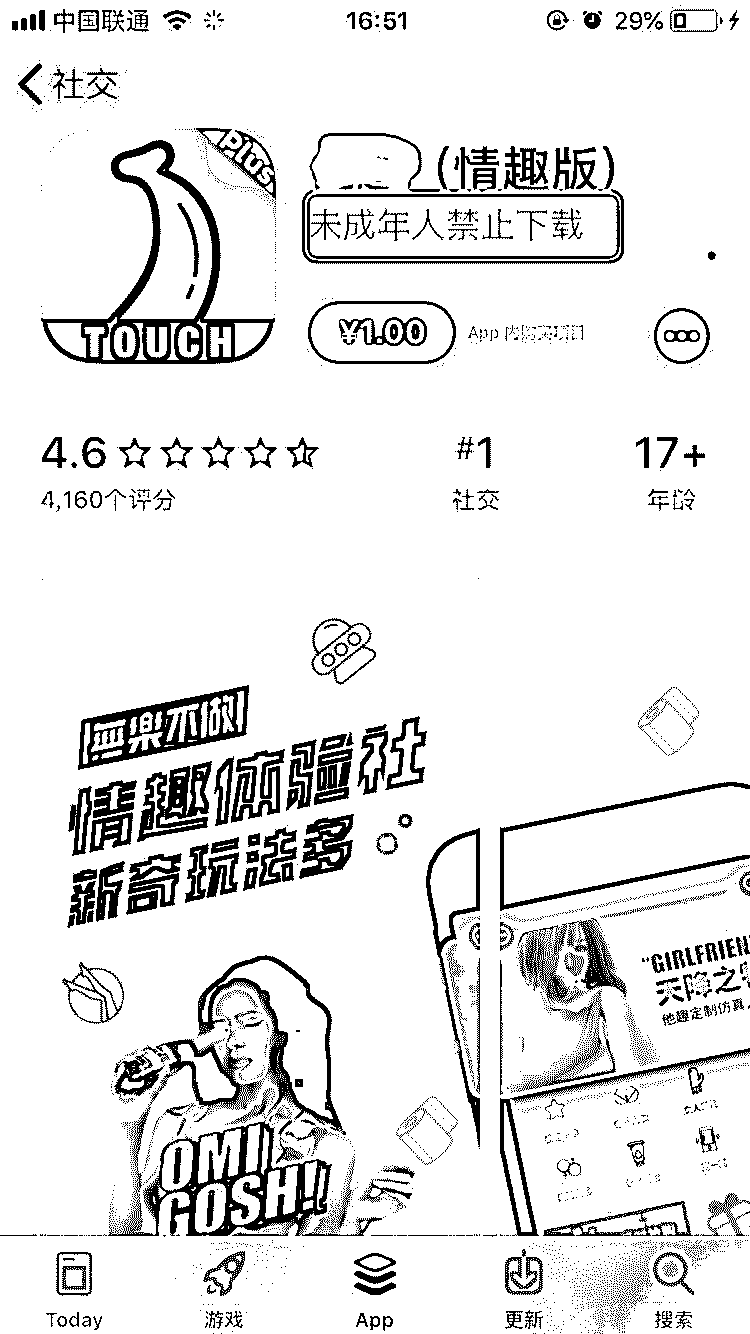 中国联通 16:51 29%
社交
Plus
TOUCH
(情趣版)
未成年人禁止下载
¥1.00 App 内购买项目
4.6 #1 17+
4,160个评分 社交 年龄
無樂不做
情趣体验社
新奇玩法多
"GIRLFRIEN
天降之
他趣定制仿真
OMI
GOSH!!
Today 游戏 App 更新 搜索